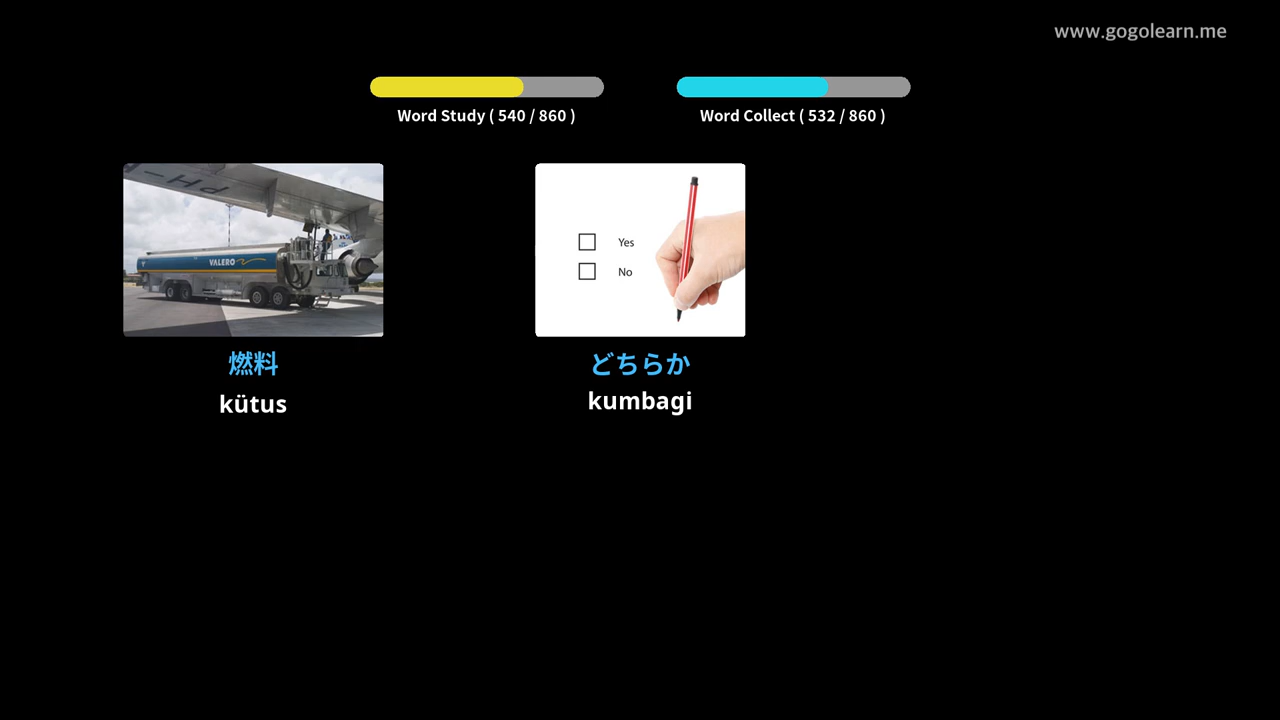 www.gogolearn.me
Word Study ( 540 / 860 )
Word Collect ( 532 / 860 )
PH-
VALERO
Yes
No
燃料
kütus
どちらか
kumbagi